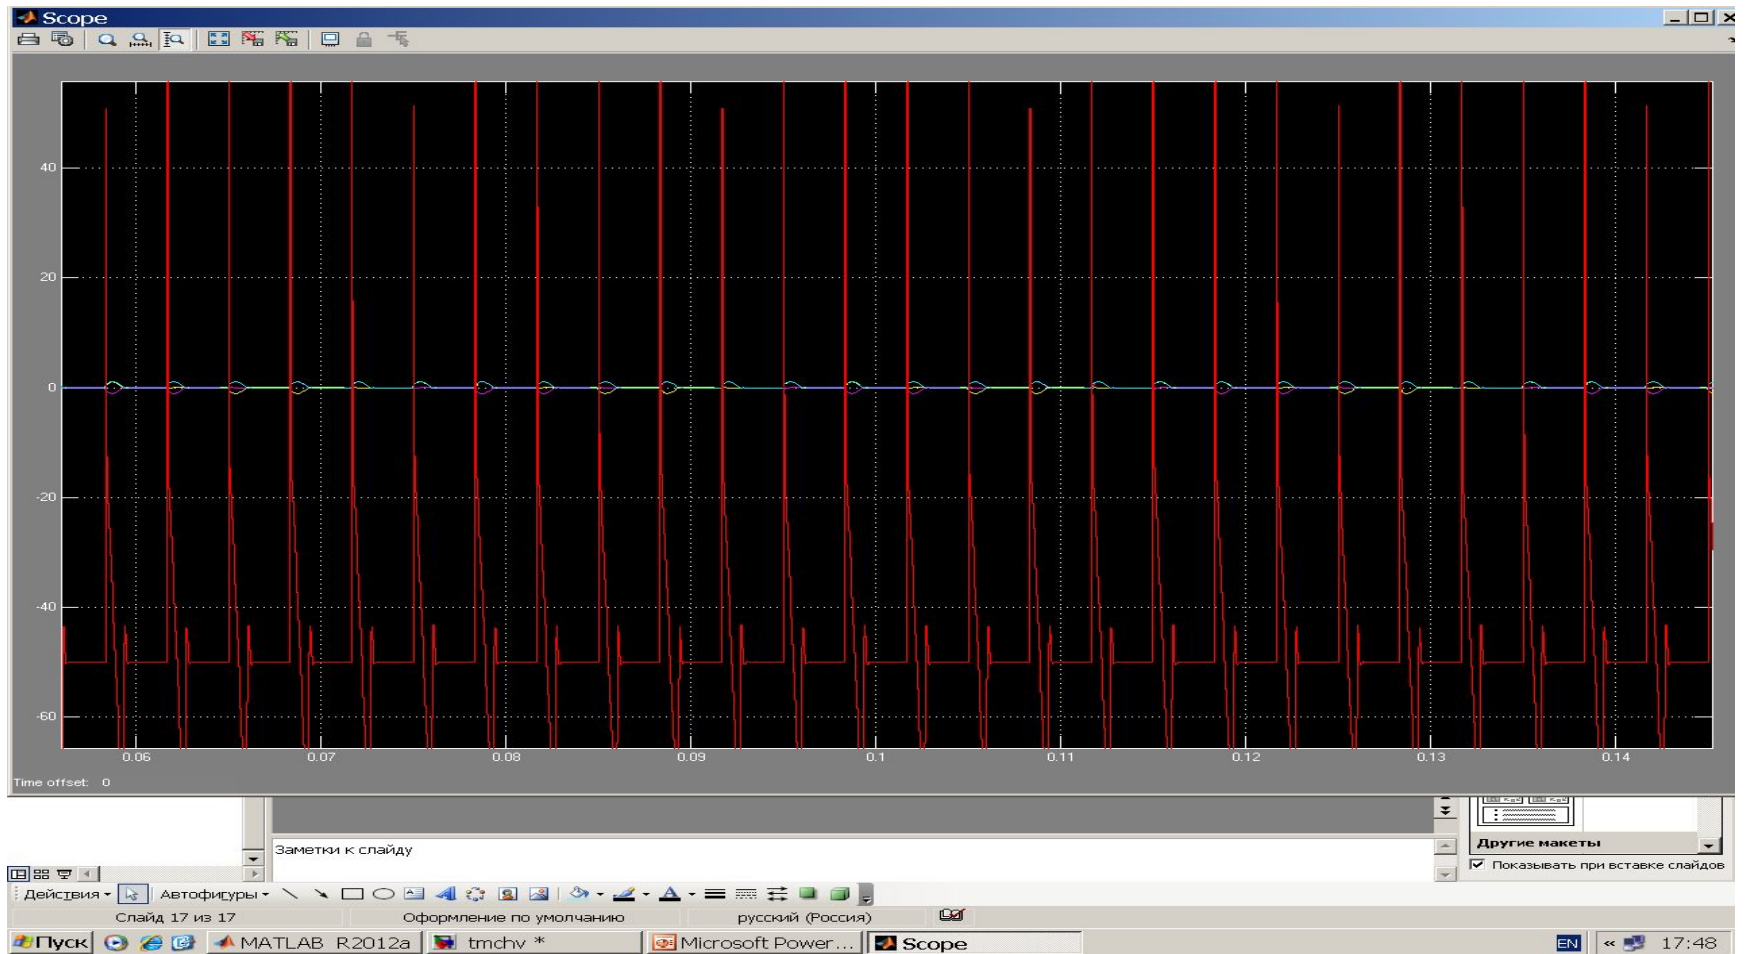 Scope
40
20
0
-20
-40
-60
0.06 0.07 0.08 0.09 0.1 0.11 0.12 0.13 0.14
Time offset: 0
Заметки к слайду
Другие макеты
Показывать при вставке слайдов
Действия Автофигуры
Слайд 17 из 17 Оформление по умолчанию русский (Россия)
Пуск MATLAB R2012a tmchv * Microsoft Power... Scope EN « 17:48